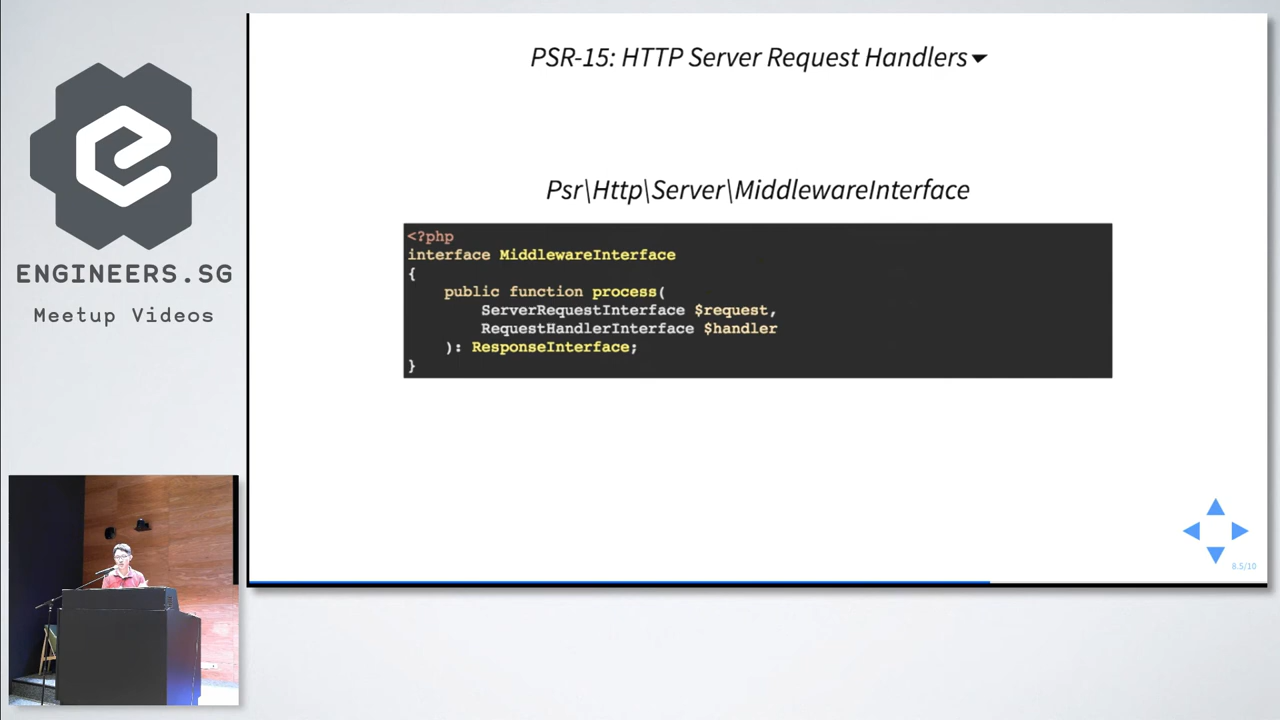 PSR-15: HTTP Server Request Handlers
Psr\Http\Server\MiddlewareInterface
<?php
interface MiddlewareInterface
{
    public function process(
        ServerRequestInterface $request,
        RequestHandlerInterface $handler
    ): ResponseInterface;
}
8.5/10
ENGINEERS.SG
Meetup Videos